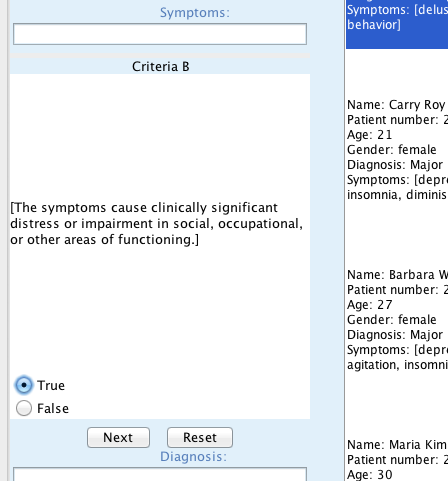 Symptoms:
Criteria B
[The symptoms cause clinically significant
distress or impairment in social, occupational,
or other areas of functioning.]
True
False
Next
Reset
Diagnosis:
Symptoms: [delus
behavior]
Name: Carry Roy
Patient number: 2
Age: 21
Gender: female
Diagnosis: Major
Symptoms: [depre
insomnia, diminis
Name: Barbara W
Patient number: 2
Age: 27
Gender: female
Diagnosis: Major
Symptoms: [depre
agitation, insomni
Name: Maria Kim
Patient number: 2
Age: 30